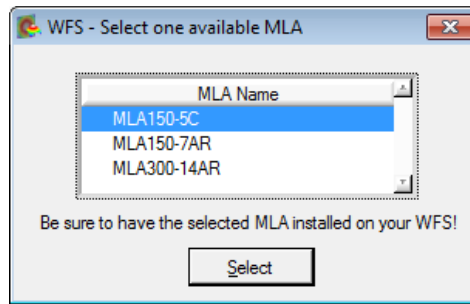 WFS - Select one available MLA
MLA Name
MLA150-5C
MLA150-7AR
MLA300-14AR
Be sure to have the selected MLA installed on your WFS!
Select